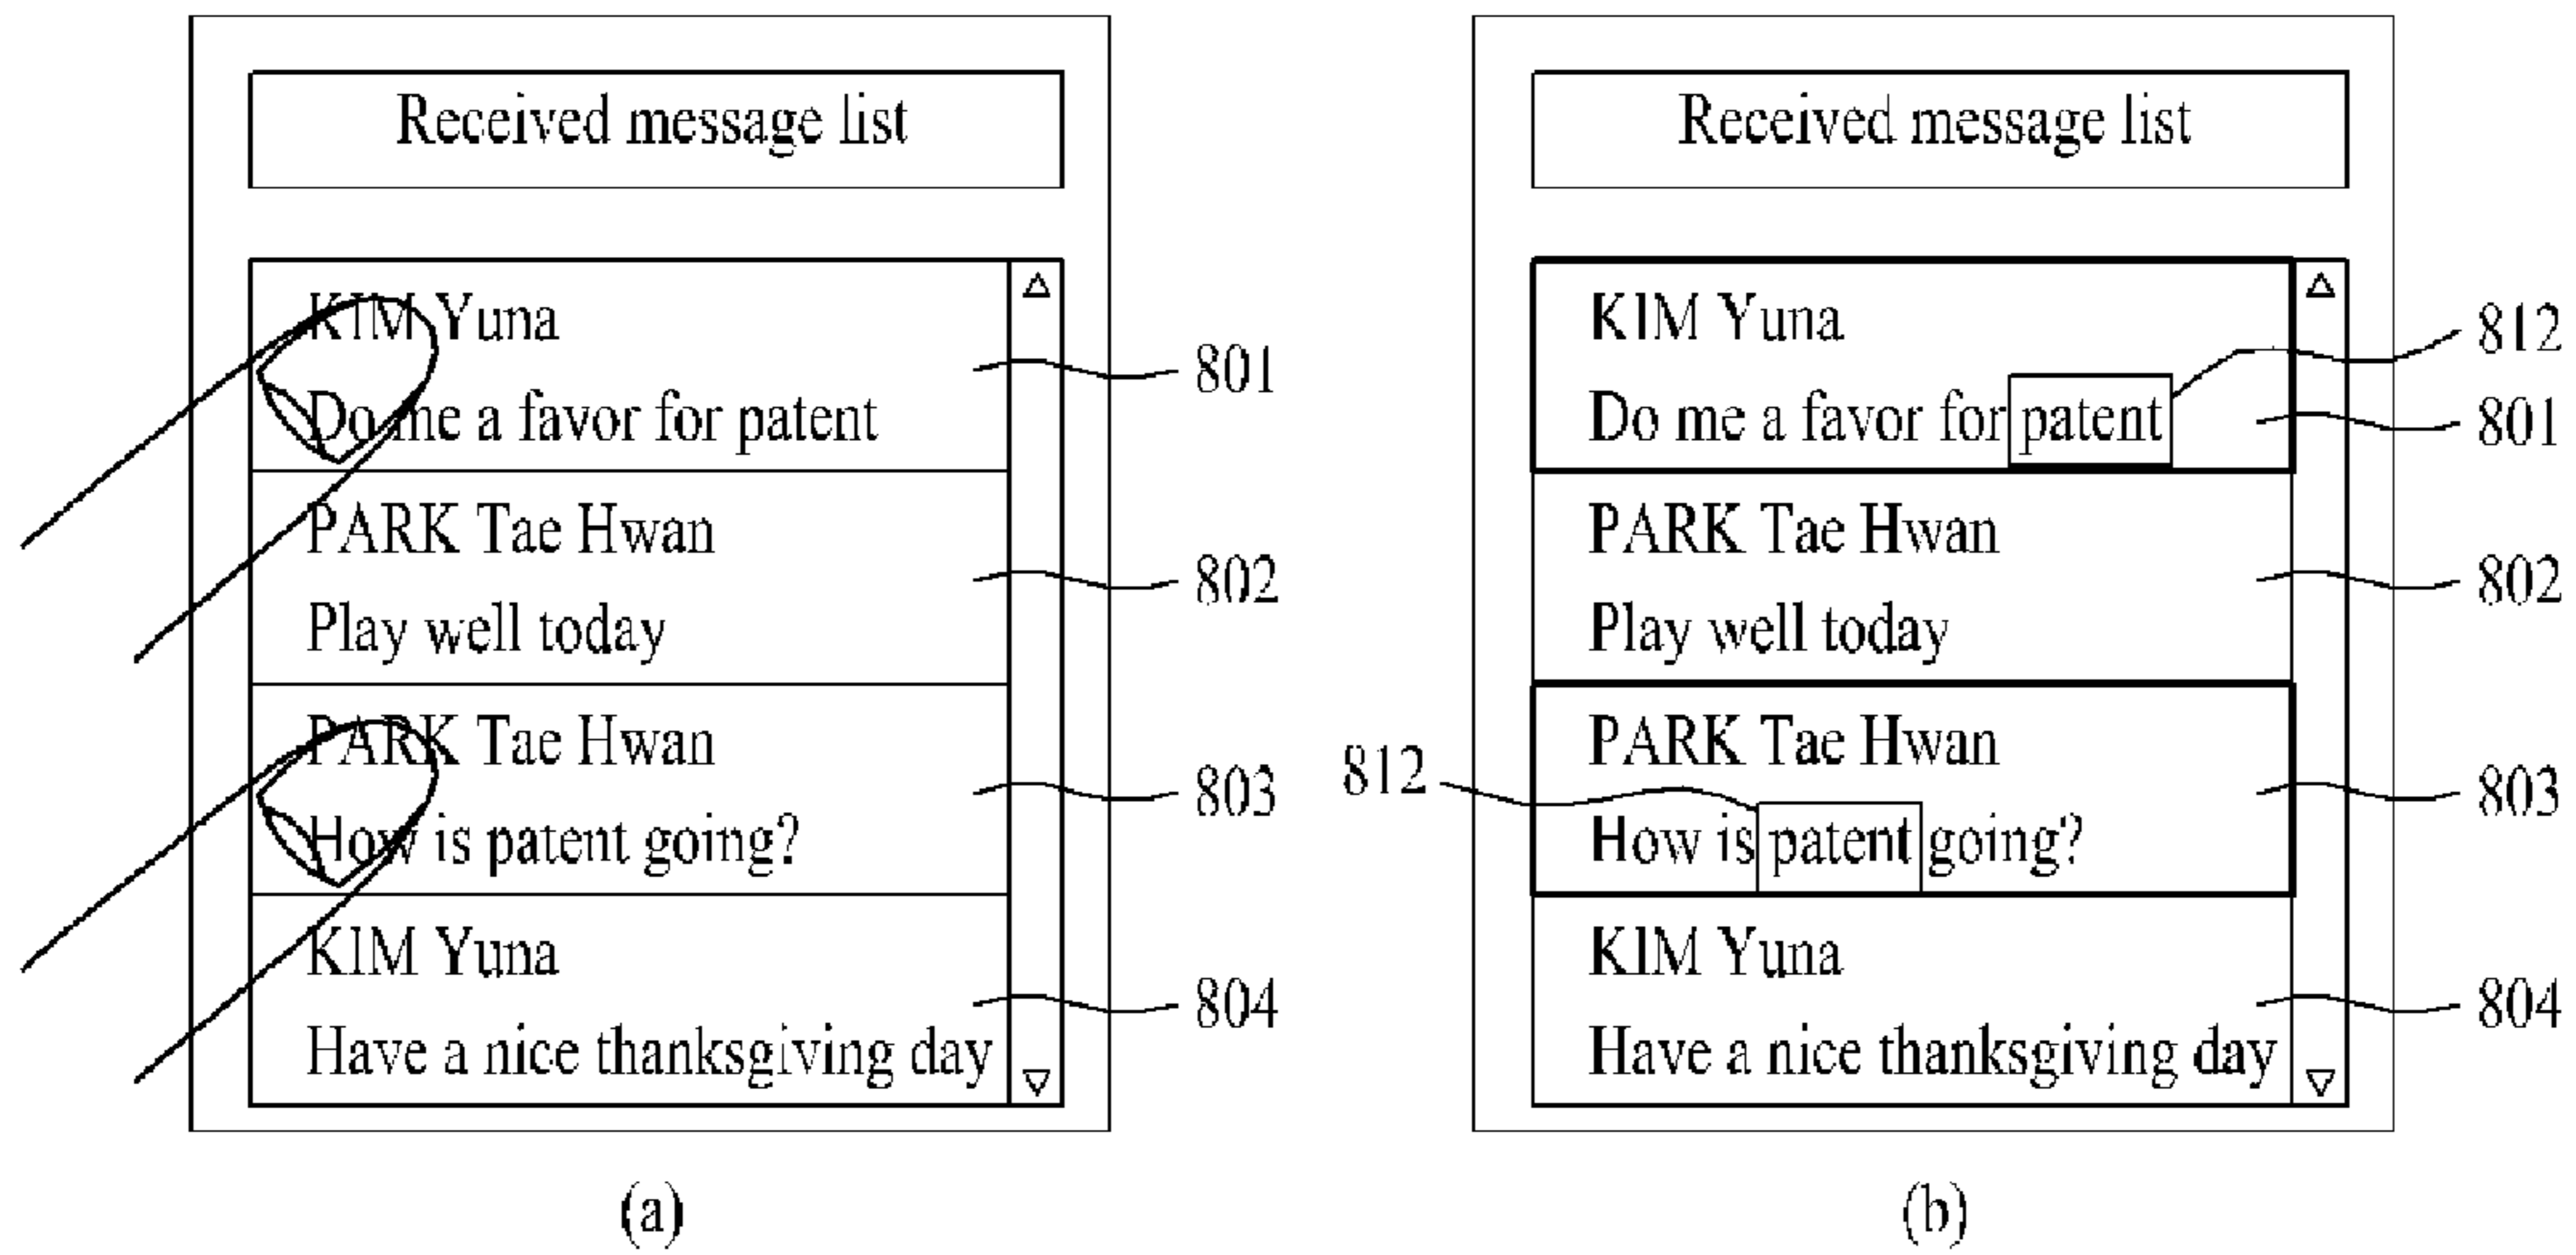 Received message list
KIM Yuna
Do me a favor for patent
801
PARK Tae Hwan
Play well today
802
PARK Tae Hwan
How is patent going?
803
KIM Yuna
Have a nice thanksgiving day
804
(a)
Received message list
KIM Yuna
812
Do me a favor for patent
801
PARK Tae Hwan
Play well today
802
PARK Tae Hwan
812
How is patent going?
803
KIM Yuna
Have a nice thanksgiving day
804
(b)